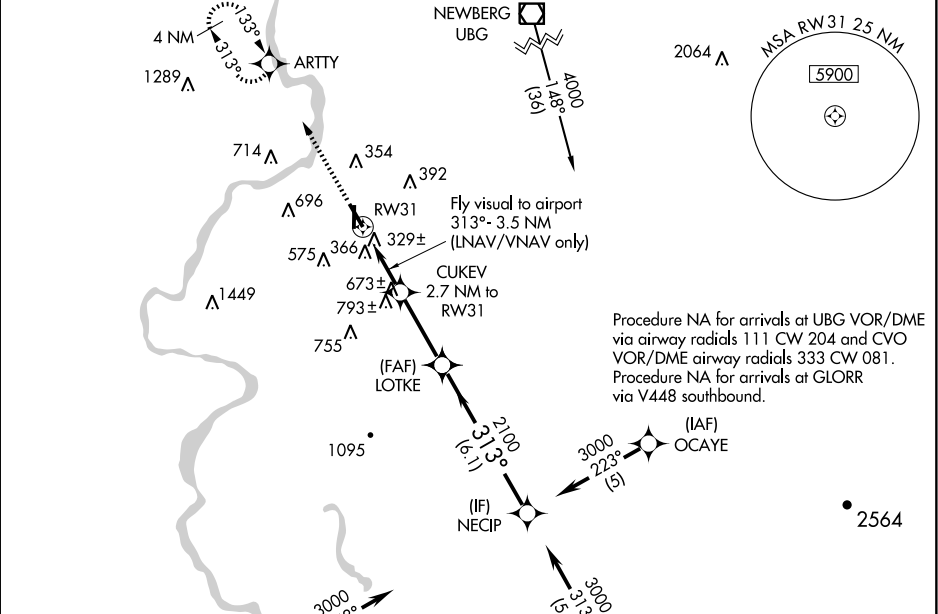 NEWBERG
UBG
4000
148°
(36)
2064
MSA RW31 25 NM
5900
133°
313°
4 NM
ARTTY
1289
714
354
392
696
RW31
Fly visual to airport
313°- 3.5 NM
(LNAV/VNAV only)
329±
366
575
CUKEV
2.7 NM to
RW31
673±
793±
1449
755
Procedure NA for arrivals at UBG VOR/DME
via airway radials 111 CW 204 and CVO
VOR/DME airway radials 333 CW 081.
Procedure NA for arrivals at GLORR
via V448 southbound.
(FAF)
LOTKE
2100
313°
(6.1)
1095
(IAF)
OCAYE
3000
223°
(5)
(IF)
NECIP
2564
3000
3000